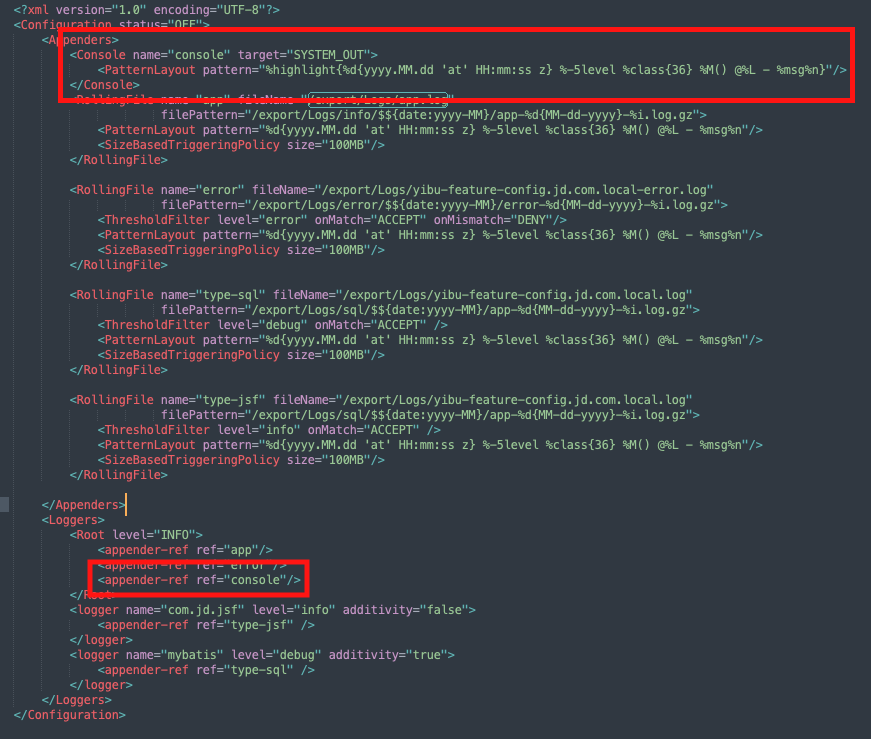 <?xml version="1.0" encoding="UTF-8"?>
<Configuration status="OFF">
<Appenders>
<Console name="console" target="SYSTEM_OUT">
<PatternLayout pattern="%highlight{%d{yyyy.MM.dd 'at' HH:mm:ss z} %-5level %class{36} %M() @%L - %msg%n}"/>
</Console>
<RollingFile name="app" fileName="/export/Logs/app.log"
filePattern="/export/Logs/info/$${date:yyyy-MM}/app-%d{MM-dd-yyyy}-%i.log.gz">
<PatternLayout pattern="%d{yyyy.MM.dd 'at' HH:mm:ss z} %-5level %class{36} %M() @%L - %msg%n"/>
<SizeBasedTriggeringPolicy size="100MB"/>
</RollingFile>
<RollingFile name="error" fileName="/export/Logs/yibu-feature-config.jd.com.local-error.log"
filePattern="/export/Logs/error/$${date:yyyy-MM}/error-%d{MM-dd-yyyy}-%i.log.gz">
<ThresholdFilter level="error" onMatch="ACCEPT" onMismatch="DENY"/>
<PatternLayout pattern="%d{yyyy.MM.dd 'at' HH:mm:ss z} %-5level %class{36} %M() @%L - %msg%n"/>
<SizeBasedTriggeringPolicy size="100MB"/>
</RollingFile>
<RollingFile name="type-sql" fileName="/export/Logs/yibu-feature-config.jd.com.local.log"
filePattern="/export/Logs/sql/$${date:yyyy-MM}/app-%d{MM-dd-yyyy}-%i.log.gz">
<ThresholdFilter level="debug" onMatch="ACCEPT" />
<PatternLayout pattern="%d{yyyy.MM.dd 'at' HH:mm:ss z} %-5level %class{36} %M() @%L - %msg%n"/>
<SizeBasedTriggeringPolicy size="100MB"/>
</RollingFile>
<RollingFile name="type-jsf" fileName="/export/Logs/yibu-feature-config.jd.com.local.log"
filePattern="/export/Logs/sql/$${date:yyyy-MM}/app-%d{MM-dd-yyyy}-%i.log.gz">
<ThresholdFilter level="info" onMatch="ACCEPT" />
<PatternLayout pattern="%d{yyyy.MM.dd 'at' HH:mm:ss z} %-5level %class{36} %M() @%L - %msg%n"/>
<SizeBasedTriggeringPolicy size="100MB"/>
</RollingFile>
</Appenders>
<Loggers>
<Root level="INFO">
<appender-ref ref="app"/>
<appender-ref ref="error"/>
<appender-ref ref="console"/>
</Root>
<logger name="com.jd.jsf" level="info" additivity="false">
<appender-ref ref="type-jsf" />
</logger>
<logger name="mybatis" level="debug" additivity="true">
<appender-ref ref="type-sql" />
</logger>
</Loggers>
</Configuration>